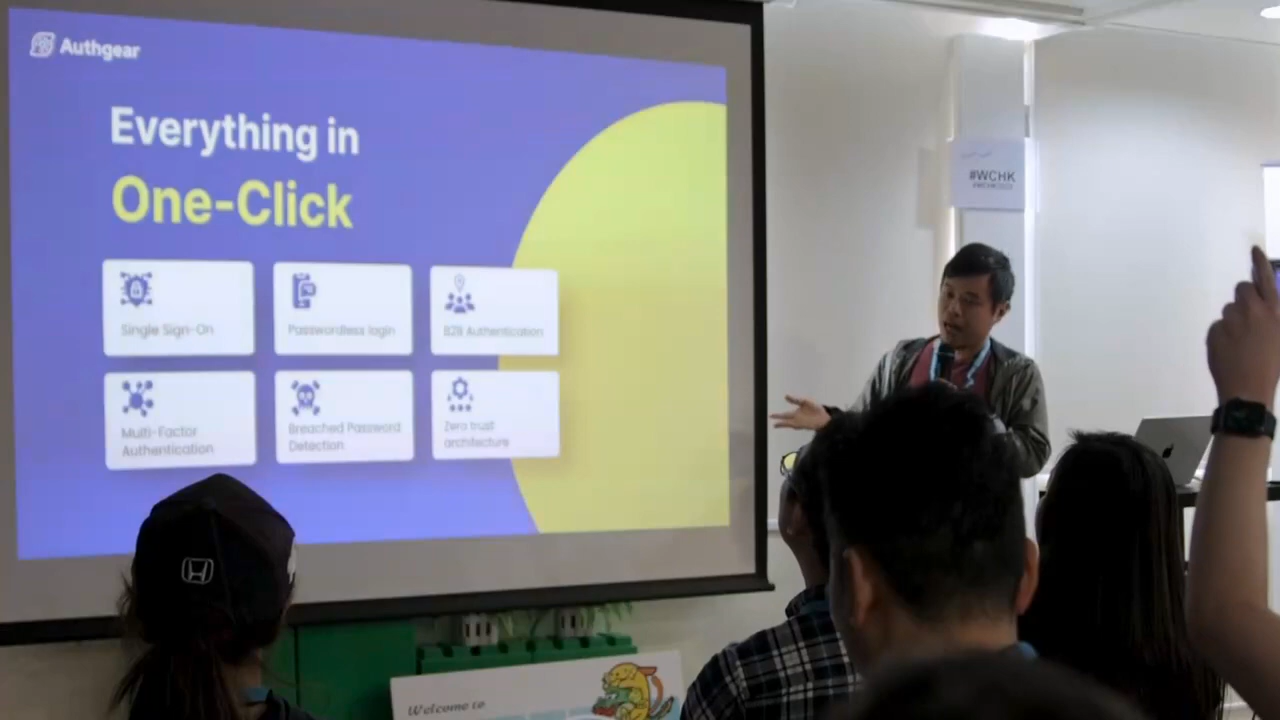 Authgear
Everything in
One-Click
Single Sign-On
Passwordless login
B2B Authentication
Multi-Factor
Authentication
Breached Password
Detection
Zero trust
architecture
#WCHK
Welcome to